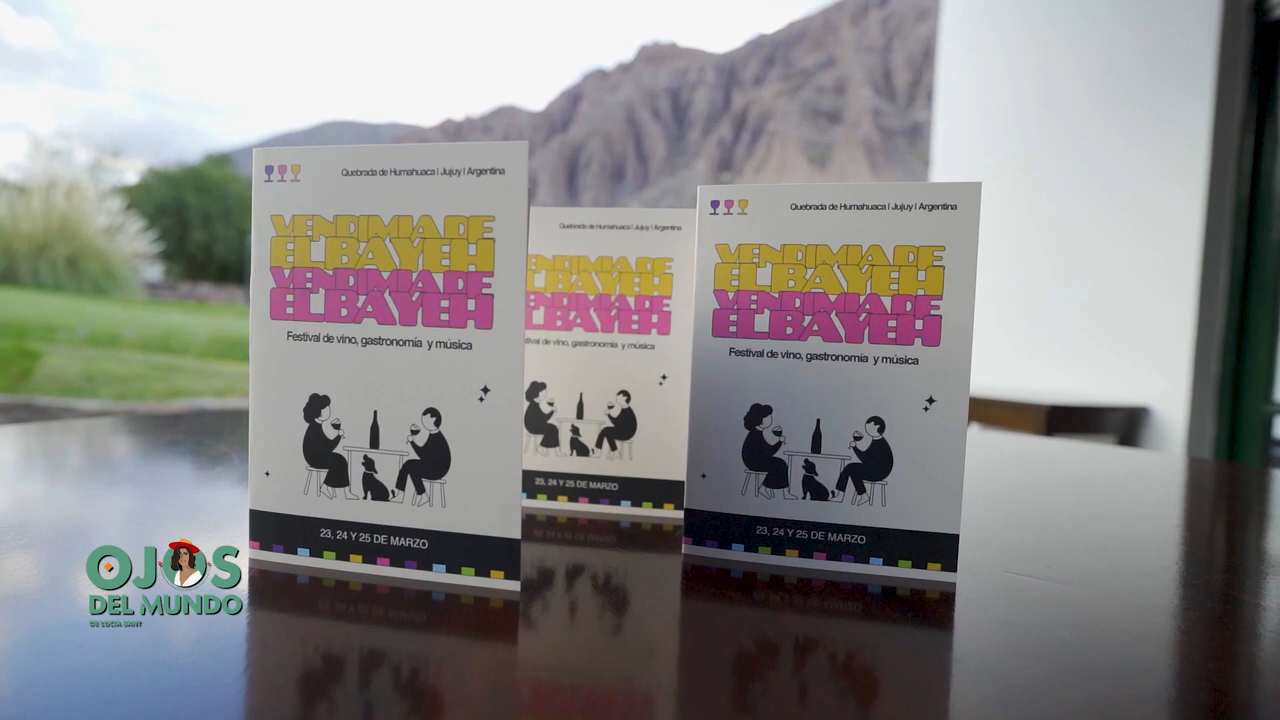 Quebrada de Humahuaca | Jujuy | Argentina
VENDIMIA DE
EL BAYEH
VENDIMIA DE
EL BAYEH
Festival de vino, gastronomía y música
23, 24 Y 25 DE MARZO
Quebrada de Humahuaca | Jujuy | Argentina
VENDIMIA DE
EL BAYEH
VENDIMIA DE
EL BAYEH
de vino, gastronomía y música
23, 24 Y 25 DE MARZO
Quebrada de Humahuaca | Jujuy | Argentina
VENDIMIA DE
EL BAYEH
VENDIMIA DE
EL BAYEH
Festival de vino, gastronomía y música
23, 24 Y 25 DE MARZO
OJOS
DEL MUNDO